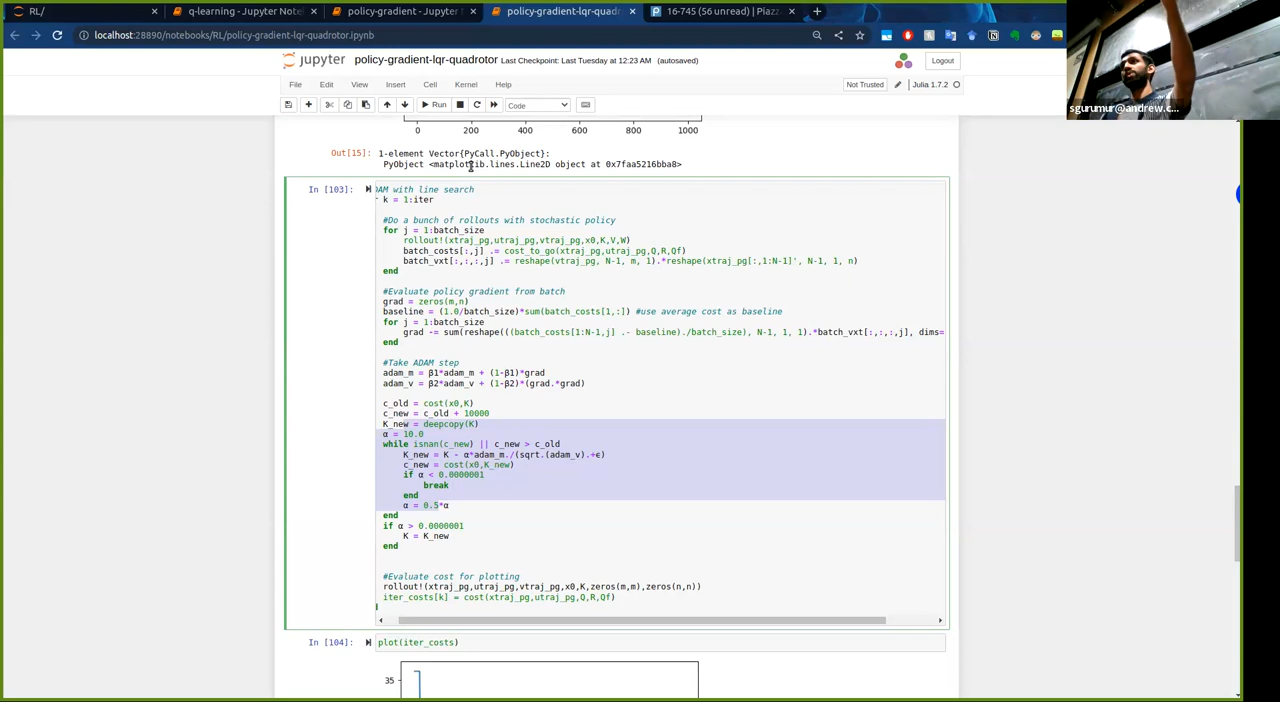 RL/
q-learning - Jupyter Note
policy-gradient - Jupyter
policy-gradient-lqr-quadr
16-745 (56 unread) | Piazz
localhost:28890/notebooks/RL/policy-gradient-lqr-quadrotor.ipynb
jupyter policy-gradient-lqr-quadrotor Last Checkpoint: Last Tuesday at 12:23 AM (autosaved)
Logout
File Edit View Insert Cell Kernel Help
Not Trusted
Julia 1.7.2
Run
Code
sgurumur@andrew.c...
0 200 400 600 800 1000
Out[15]: 1-element Vector{PyCall.PyObject}:
PyObject <matplotlib.lines.Line2D object at 0x7faa5216bba8>
In [103]:
DAM with line search
k = 1:iter
#Do a bunch of rollouts with stochastic policy
for j = 1:batch_size
rollout!(xtraj_pg,utraj_pg,vtraj_pg,x0,K,V,W)
batch_costs[:,j] .= cost_to_go(xtraj_pg,utraj_pg,Q,R,Qf)
batch_vxt[:,:,:,j] .= reshape(vtraj_pg, N-1, m, 1).*reshape(xtraj_pg[:,1:N-1]', N-1, 1, n)
end
#Evaluate policy gradient from batch
grad = zeros(m,n)
baseline = (1.0/batch_size)*sum(batch_costs[1,:]) #use average cost as baseline
for j = 1:batch_size
grad -= sum(reshape(((batch_costs[1:N-1,j] .- baseline)./batch_size), N-1, 1, 1).*batch_vxt[:,:,:,j], dims=
end
#Take ADAM step
adam_m = β1*adam_m + (1-β1)*grad
adam_v = β2*adam_v + (1-β2)*(grad.*grad)
c_old = cost(x0,K)
c_new = c_old + 10000
K_new = deepcopy(K)
α = 10.0
while isnan(c_new) || c_new > c_old
K_new = K - α*adam_m./(sqrt.(adam_v).+ϵ)
c_new = cost(x0,K_new)
if α < 0.0000001
break
end
α = 0.5*α
end
if α > 0.0000001
K = K_new
end
#Evaluate cost for plotting
rollout!(xtraj_pg,utraj_pg,vtraj_pg,x0,K,zeros(m,m),zeros(n,n))
iter_costs[k] = cost(xtraj_pg,utraj_pg,Q,R,Qf)
In [104]: plot(iter_costs)
35